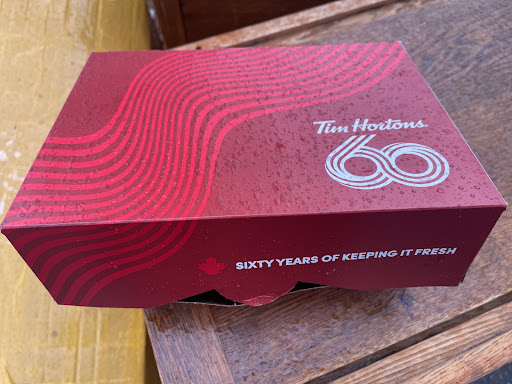 Tim Hortons
60
SIXTY YEARS OF KEEPING IT FRESH